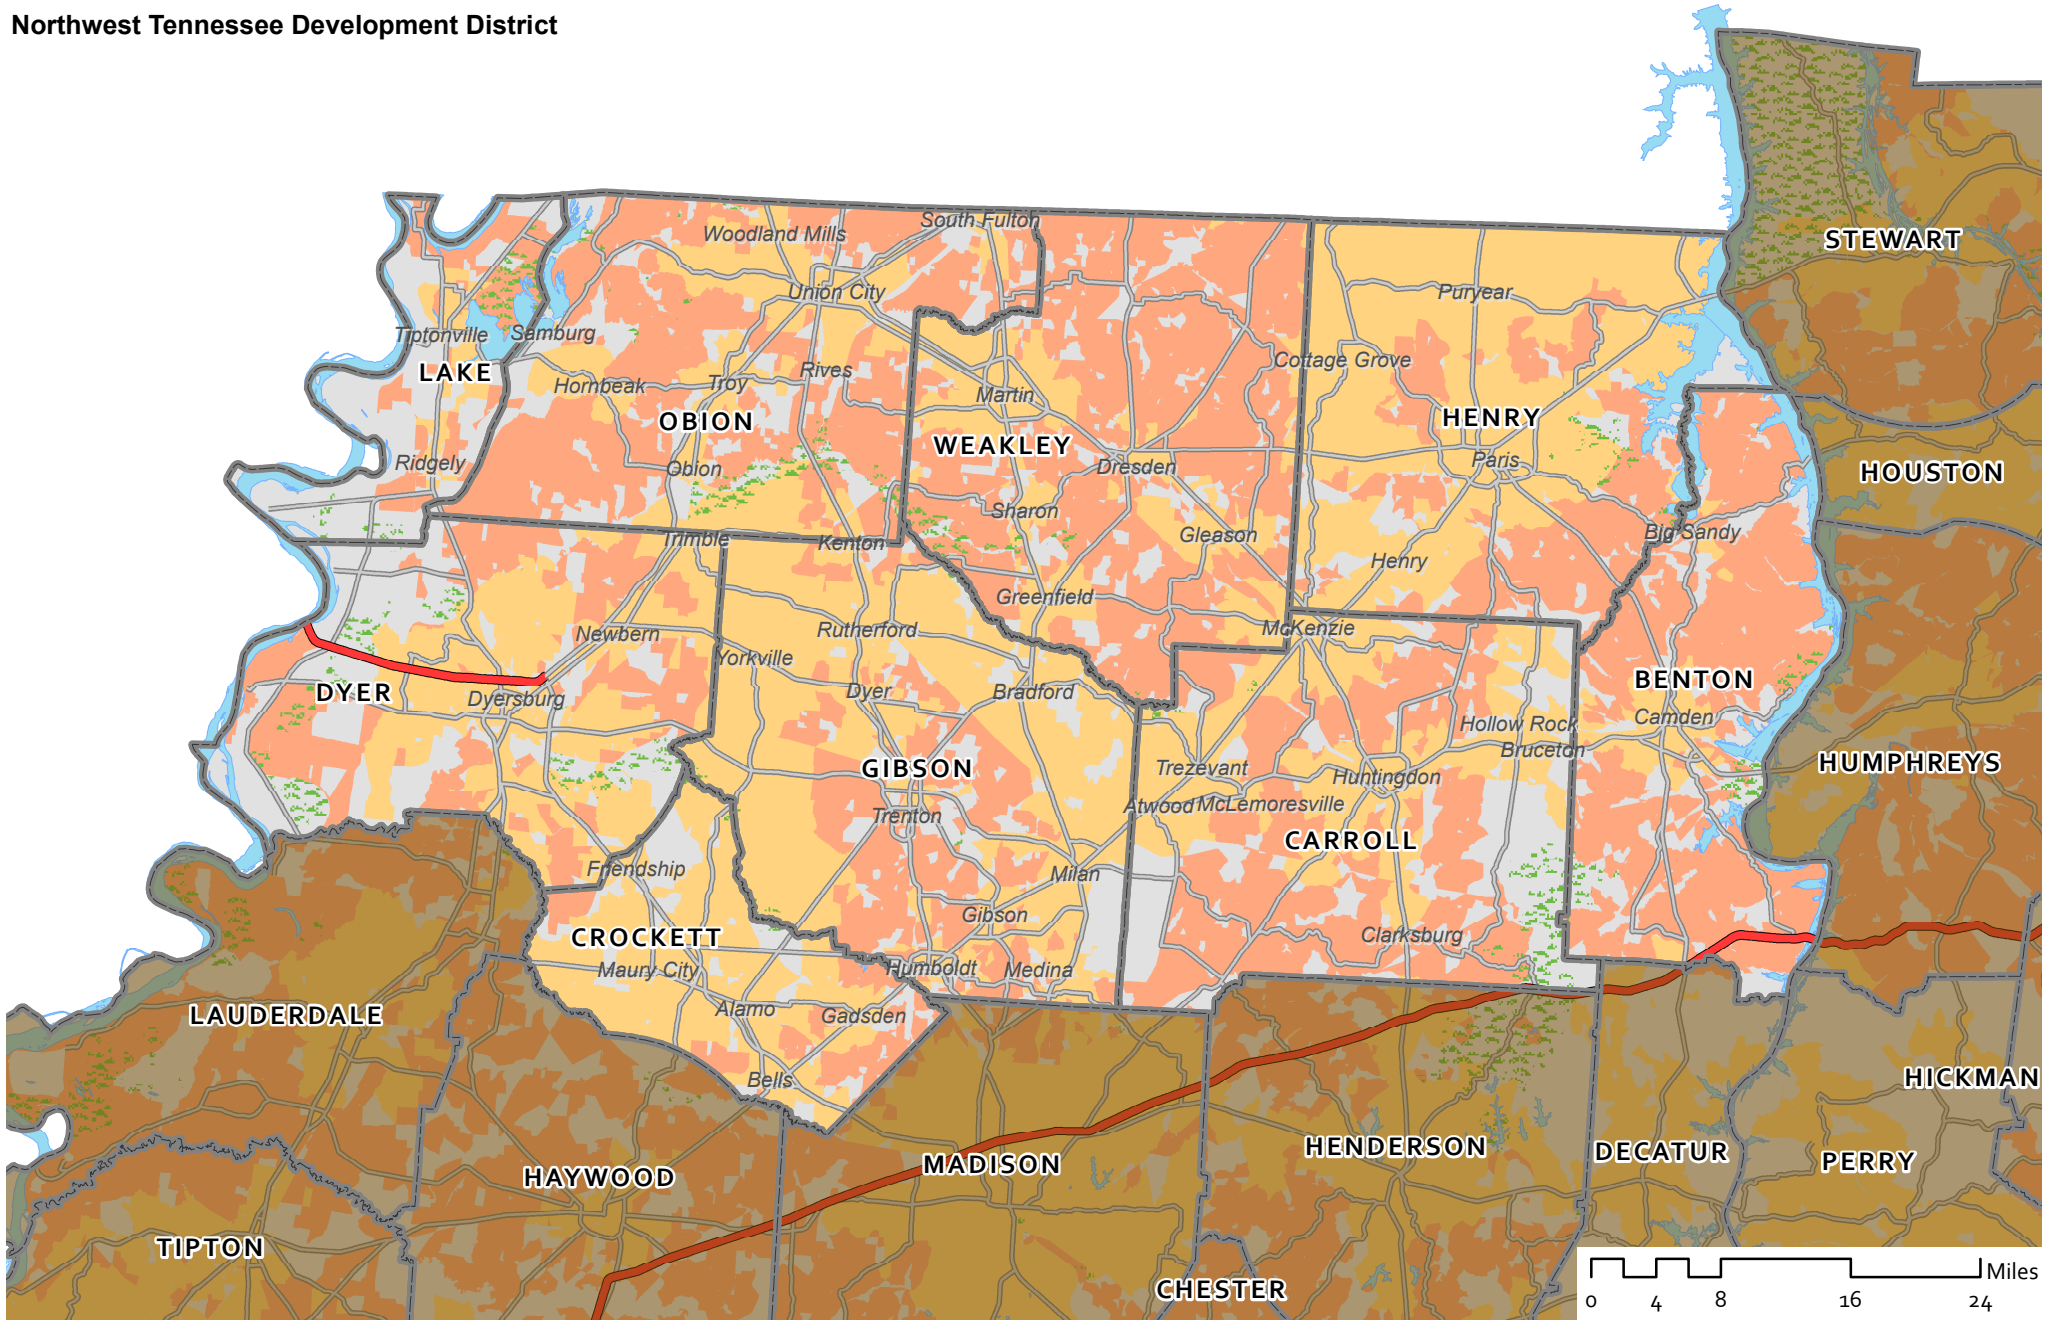 Northwest Tennessee Development District
South Fulton
Woodland Mills
STEWART
Union City
Puryear
Tiptonville
Samburg
Cottage Grove
LAKE
Rives
Hornbeak
Troy
Martin
OBION
HENRY
WEAKLEY
Ridgely
Obion
Dresden
Paris
HOUSTON
Sharon
Trimble
Kenton
Gleason
Big Sandy
Henry
Greenfield
Newbern
Rutherford
McKenzie
Yorkville
DYER
Dyersburg
Dyer
Bradford
BENTON
Camden
Hollow Rock
Bruceton
GIBSON
Trezevant
Huntingdon
HUMPHREYS
Trenton
Atwood
McLemoresville
CARROLL
Friendship
Milan
Gibson
CROCKETT
Clarksburg
Maury City
Humboldt
Medina
LAUDERDALE
Alamo
Gadsden
Bells
HICKMAN
HENDERSON
DECATUR
PERRY
HAYWOOD
MADISON
TIPTON
CHESTER
Miles
0 4 8 16 24